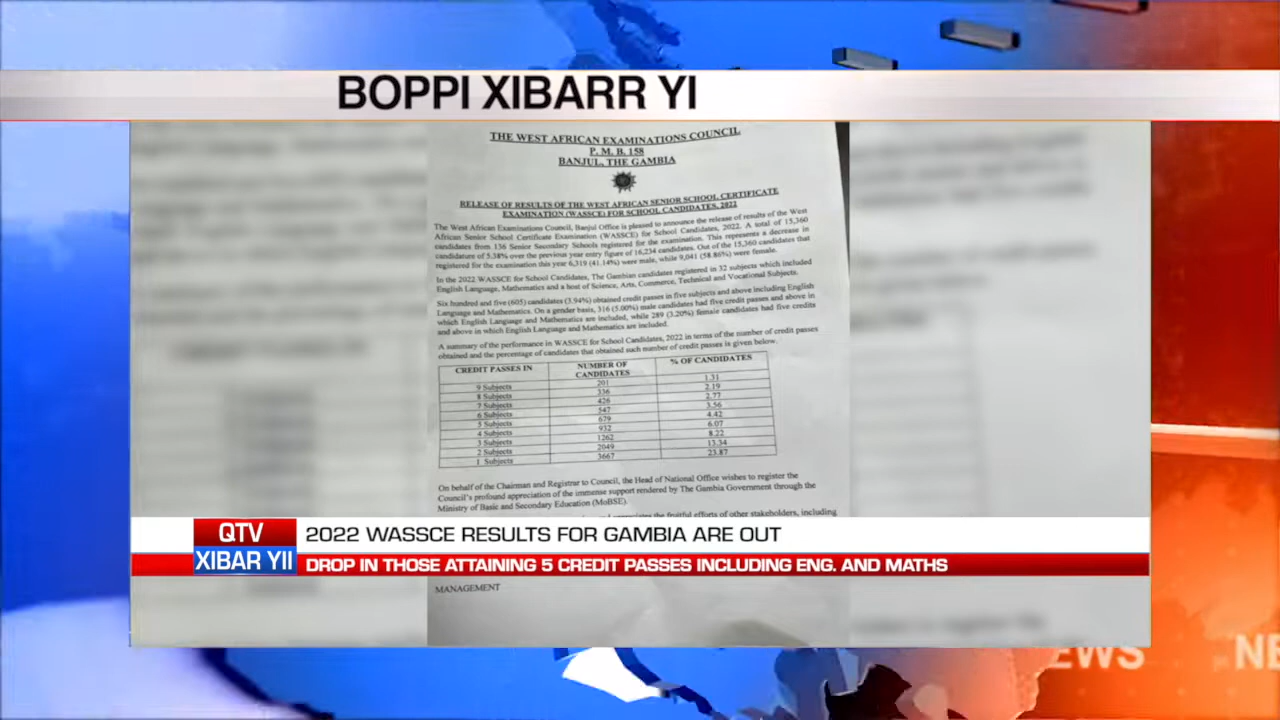 BOPPI XIBARR YI
THE WEST AFRICAN EXAMINATIONS COUNCIL
P. M. B. 158
BANJUL, THE GAMBIA
RELEASE OF RESULTS OF THE WEST AFRICAN SENIOR SCHOOL CERTIFICATE
EXAMINATION (WASSCE) FOR SCHOOL CANDIDATES, 2022
The West African Examinations Council, Banjul Office is pleased to announce the release of results of the West
African Senior School Certificate Examination (WASSCE) for School Candidates, 2022. A total of 15,360
candidates from 136 Senior Secondary Schools registered for the examination. This represents a decrease in
candidature of 5.38% over the previous year entry figure of 16,234 candidates. Out of the 15,360 candidates that
registered for the examination this year 6,319 (41.14%) were male, while 9,041 (58.86%) were female.
In the 2022 WASSCE for School Candidates, The Gambian candidates registered in 32 subjects which included
English Language, Mathematics and a host of Science, Arts, Commerce, Technical and Vocational Subjects.
Six hundred and five (605) candidates (3.94%) obtained credit passes in five subjects and above including English
Language and Mathematics. On a gender basis, 316 (5.00%) male candidates had five credit passes and above in
which English Language and Mathematics are included, while 289 (3.20%) female candidates had five credits
and above in which English Language and Mathematics are included.
A summary of the performance in WASSCE for School Candidates, 2022 in terms of the number of credit passes
obtained and the percentage of candidates that obtained such number of credit passes is given below.
CREDIT PASSES IN NUMBER OF CANDIDATES % OF CANDIDATES
9 Subjects 201 1.31
8 Subjects 336 2.19
7 Subjects 426 2.77
6 Subjects 547 3.56
5 Subjects 679 4.42
4 Subjects 932 6.07
3 Subjects 1262 8.22
2 Subjects 2049 13.34
1 Subjects 3667 23.87
On behalf of the Chairman and Registrar to Council, the Head of National Office wishes to register the
Council's profound appreciation of the immense support rendered by The Gambia Government through the
Ministry of Basic and Secondary Education (MoBSE).
the fruitful efforts of other stakeholders, including
QTV
2022 WASSCE RESULTS FOR GAMBIA ARE OUT
XIBAR YII
DROP IN THOSE ATTAINING 5 CREDIT PASSES INCLUDING ENG. AND MATHS
MANAGEMENT
EWS NE